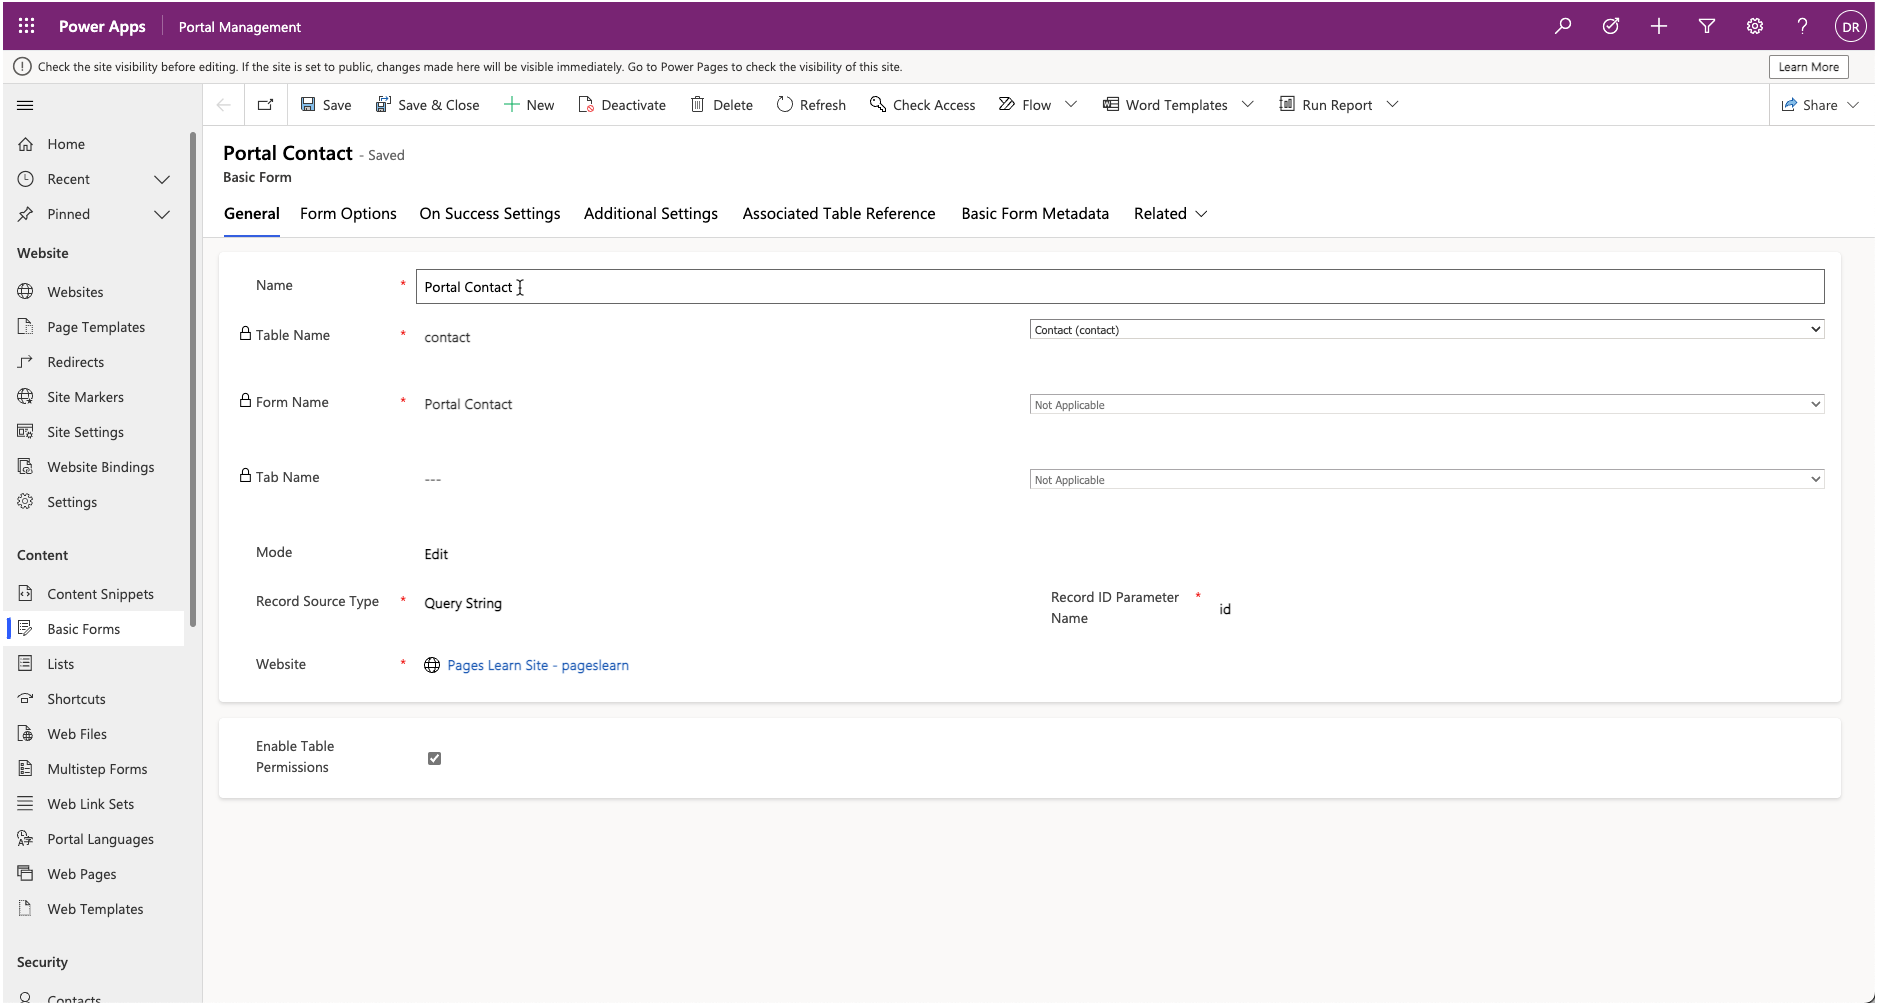 Power Apps
Portal Management
DR
Check the site visibility before editing. If the site is set to public, changes made here will be visible immediately. Go to Power Pages to check the visibility of this site.
Learn More
Save
Save & Close
New
Deactivate
Delete
Refresh
Check Access
Flow
Word Templates
Run Report
Share
Home
Recent
Pinned
Website
Websites
Page Templates
Redirects
Site Markers
Site Settings
Website Bindings
Settings
Content
Content Snippets
Basic Forms
Lists
Shortcuts
Web Files
Multistep Forms
Web Link Sets
Portal Languages
Web Pages
Web Templates
Security
Contacts
Portal Contact - Saved
Basic Form
General
Form Options
On Success Settings
Additional Settings
Associated Table Reference
Basic Form Metadata
Related
Name * Portal Contact
Table Name * contact
Contact (contact)
Form Name * Portal Contact
Not Applicable
Tab Name ---
Not Applicable
Mode Edit
Record Source Type * Query String
Record ID Parameter * 
Name
id
Website * Pages Learn Site - pageslearn
Enable Table
Permissions